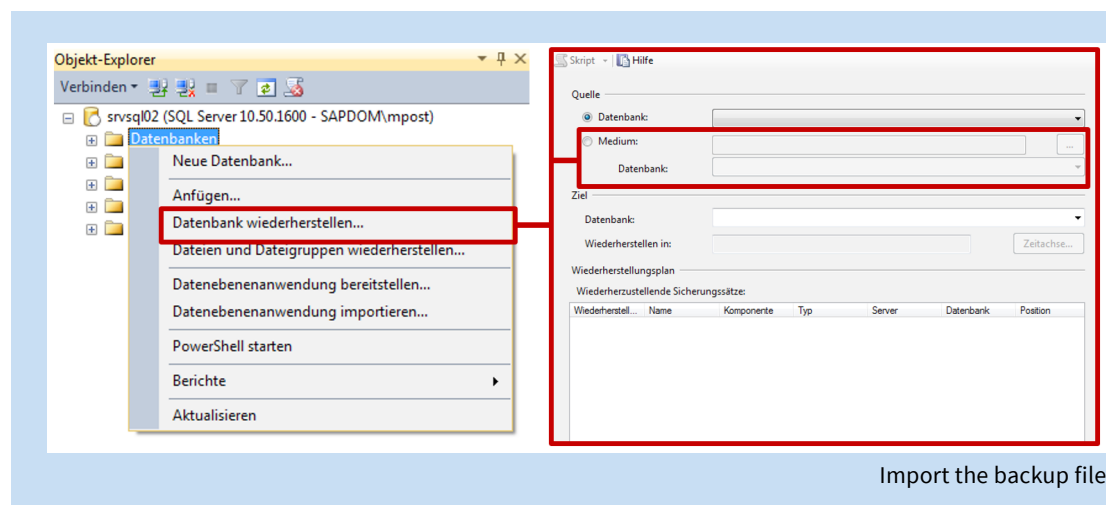 Objekt-Explorer
Verbinden
srvsql02 (SQL Server 10.50.1600 - SAPDOM\mpost)
Datenbanken
Neue Datenbank...
Anfügen...
Datenbank wiederherstellen...
Dateien und Dateigruppen wiederherstellen...
Datenebenenanwendung bereitstellen...
Datenebenenanwendung importieren...
PowerShell starten
Berichte
Aktualisieren
Skript Hilfe
Quelle
Datenbank:
Medium:
...
Datenbank:
Ziel
Datenbank:
Wiederherstellen in:
Zeitachse...
Wiederherstellungsplan
Wiederherzustellende Sicherungssätze:
Wiederherstell... Name Komponente Typ Server Datenbank Position
Import the backup file